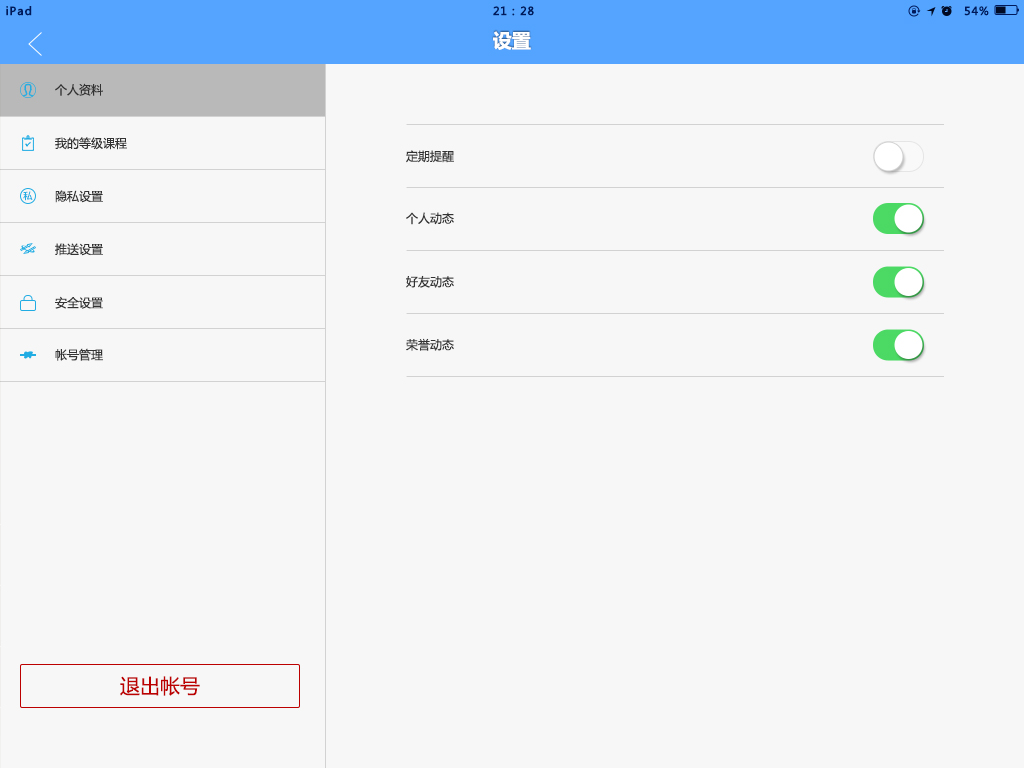 iPad
21：28
54%
设置
个人资料
我的等级课程
私
隐私设置
推送设置
安全设置
帐号管理
定期提醒
个人动态
好友动态
荣誉动态
退出帐号